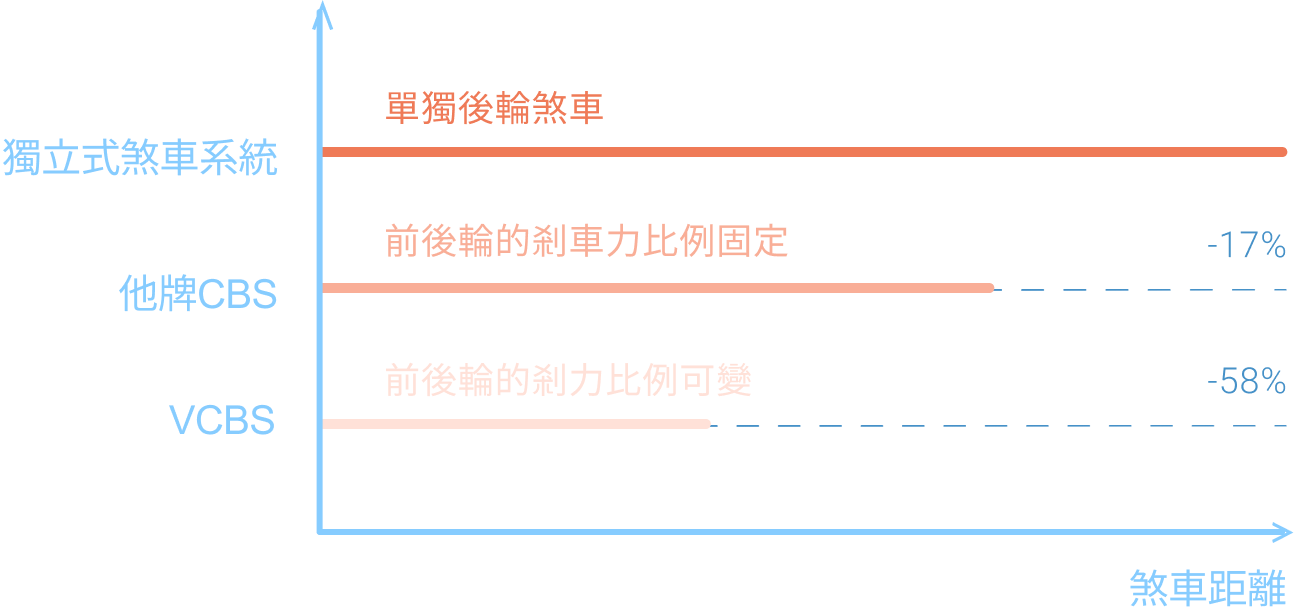 單獨後輪煞車
獨立式煞車系統
前後輪的剎車力比例固定
-17%
他牌CBS
前後輪的剎力比例可變
-58%
VCBS
煞車距離